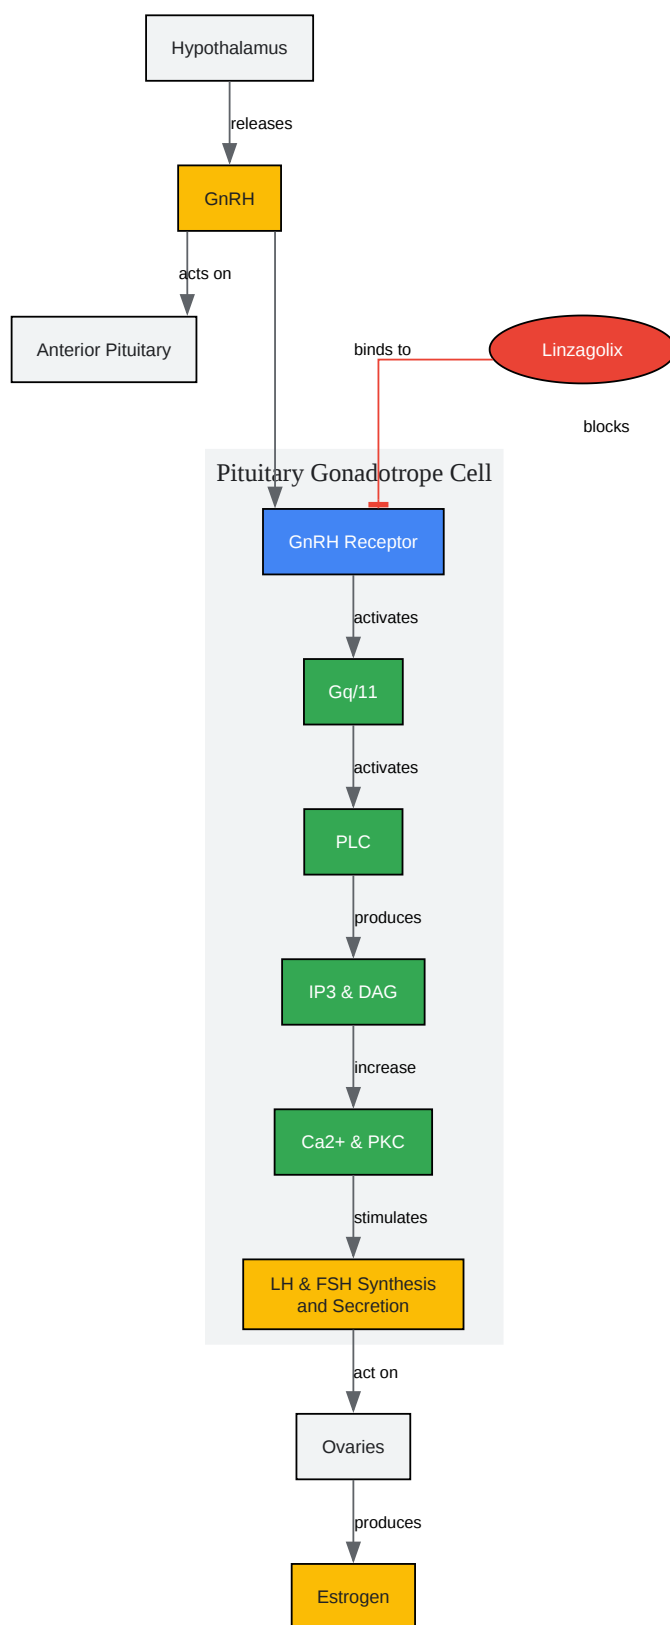 Hypothalamus
releases
GnRH
acts on
Anterior Pituitary
binds to
Linzagolix
blocks
Pituitary Gonadotrope Cell
GnRH Receptor
activates
Gq/11
activates
PLC
produces
IP3 & DAG
increase
Ca2+ & PKC
stimulates
LH & FSH Synthesis
and Secretion
act on
Ovaries
produces
Estrogen